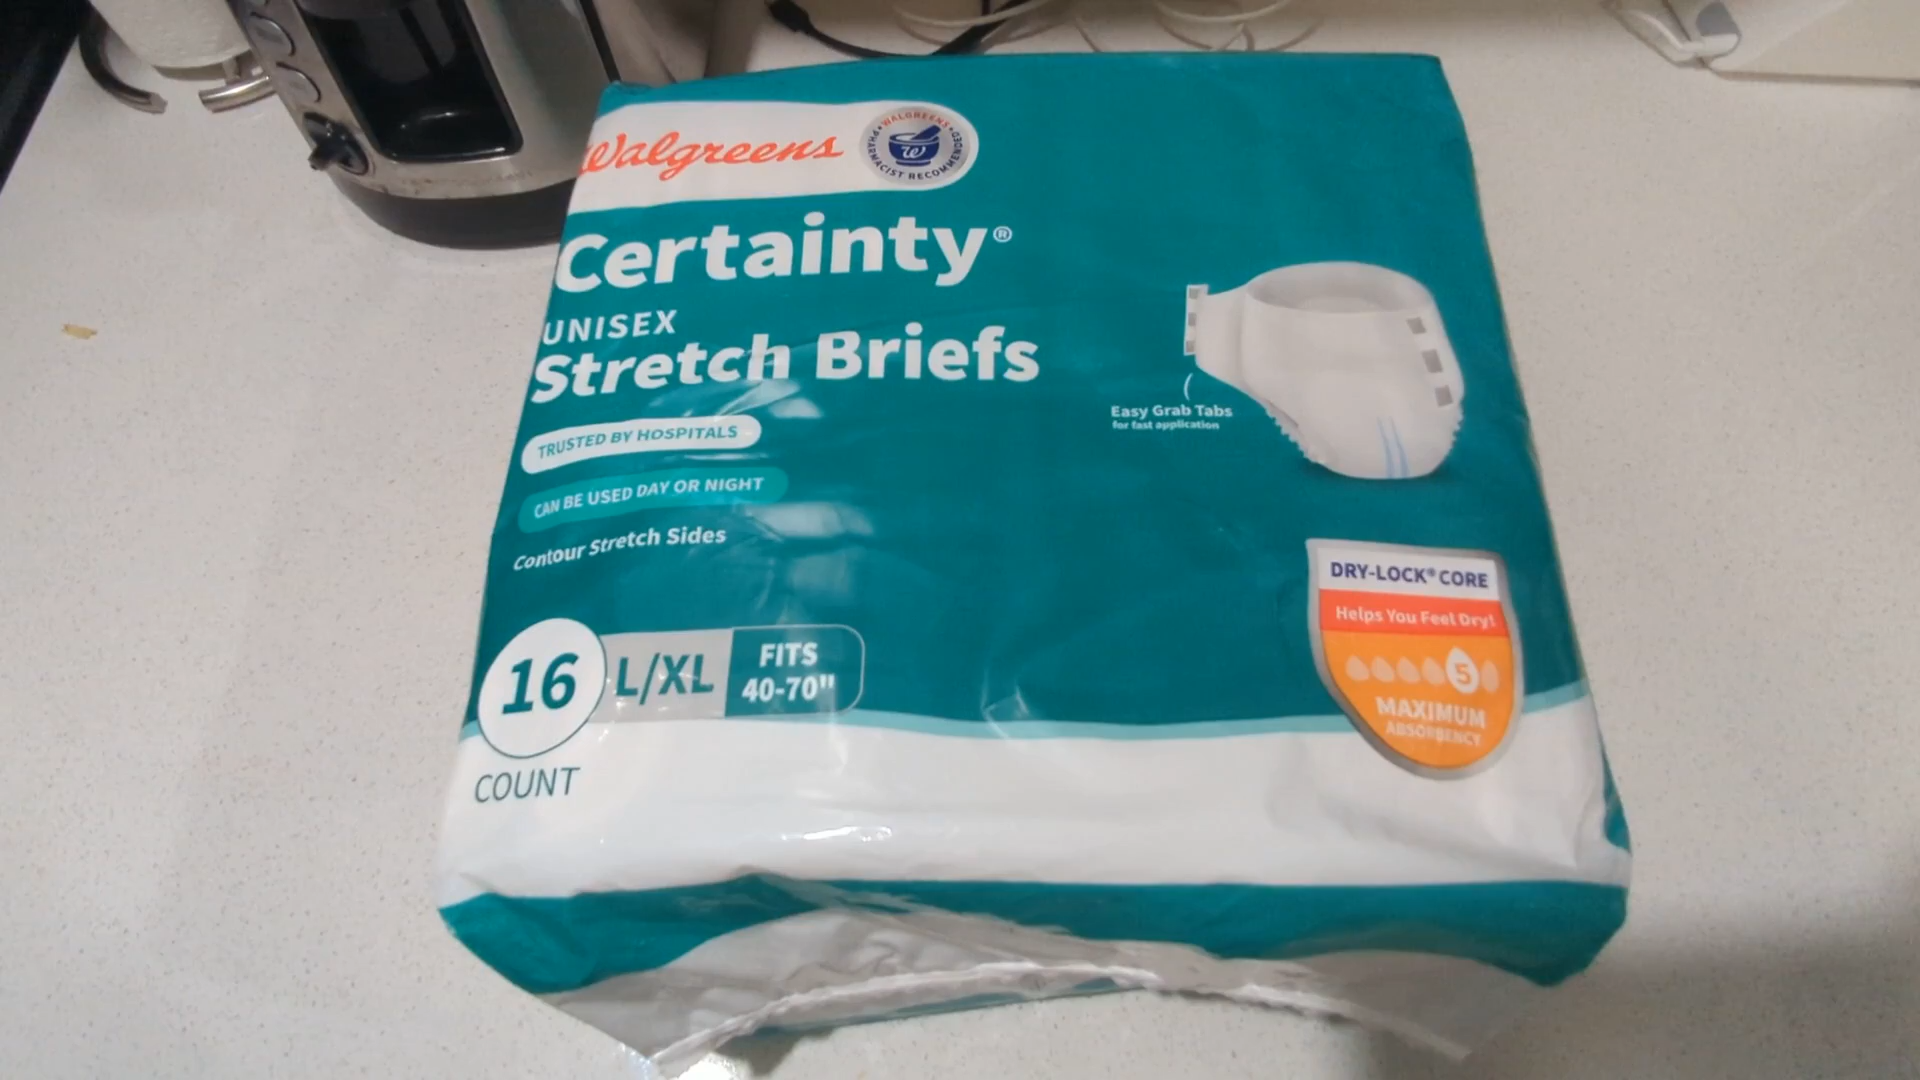 Walgreens
WALGREENS
PHARMACIST RECOMMENDED
W
Certainty®
UNISEX
Stretch Briefs
TRUSTED BY HOSPITALS
CAN BE USED DAY OR NIGHT
Contour Stretch Sides
Easy Grab Tabs
for fast application
DRY-LOCK® CORE
Helps You Feel Dry!
5
MAXIMUM
ABSORBENCY
16
COUNT
L/XL
FITS
40-70"